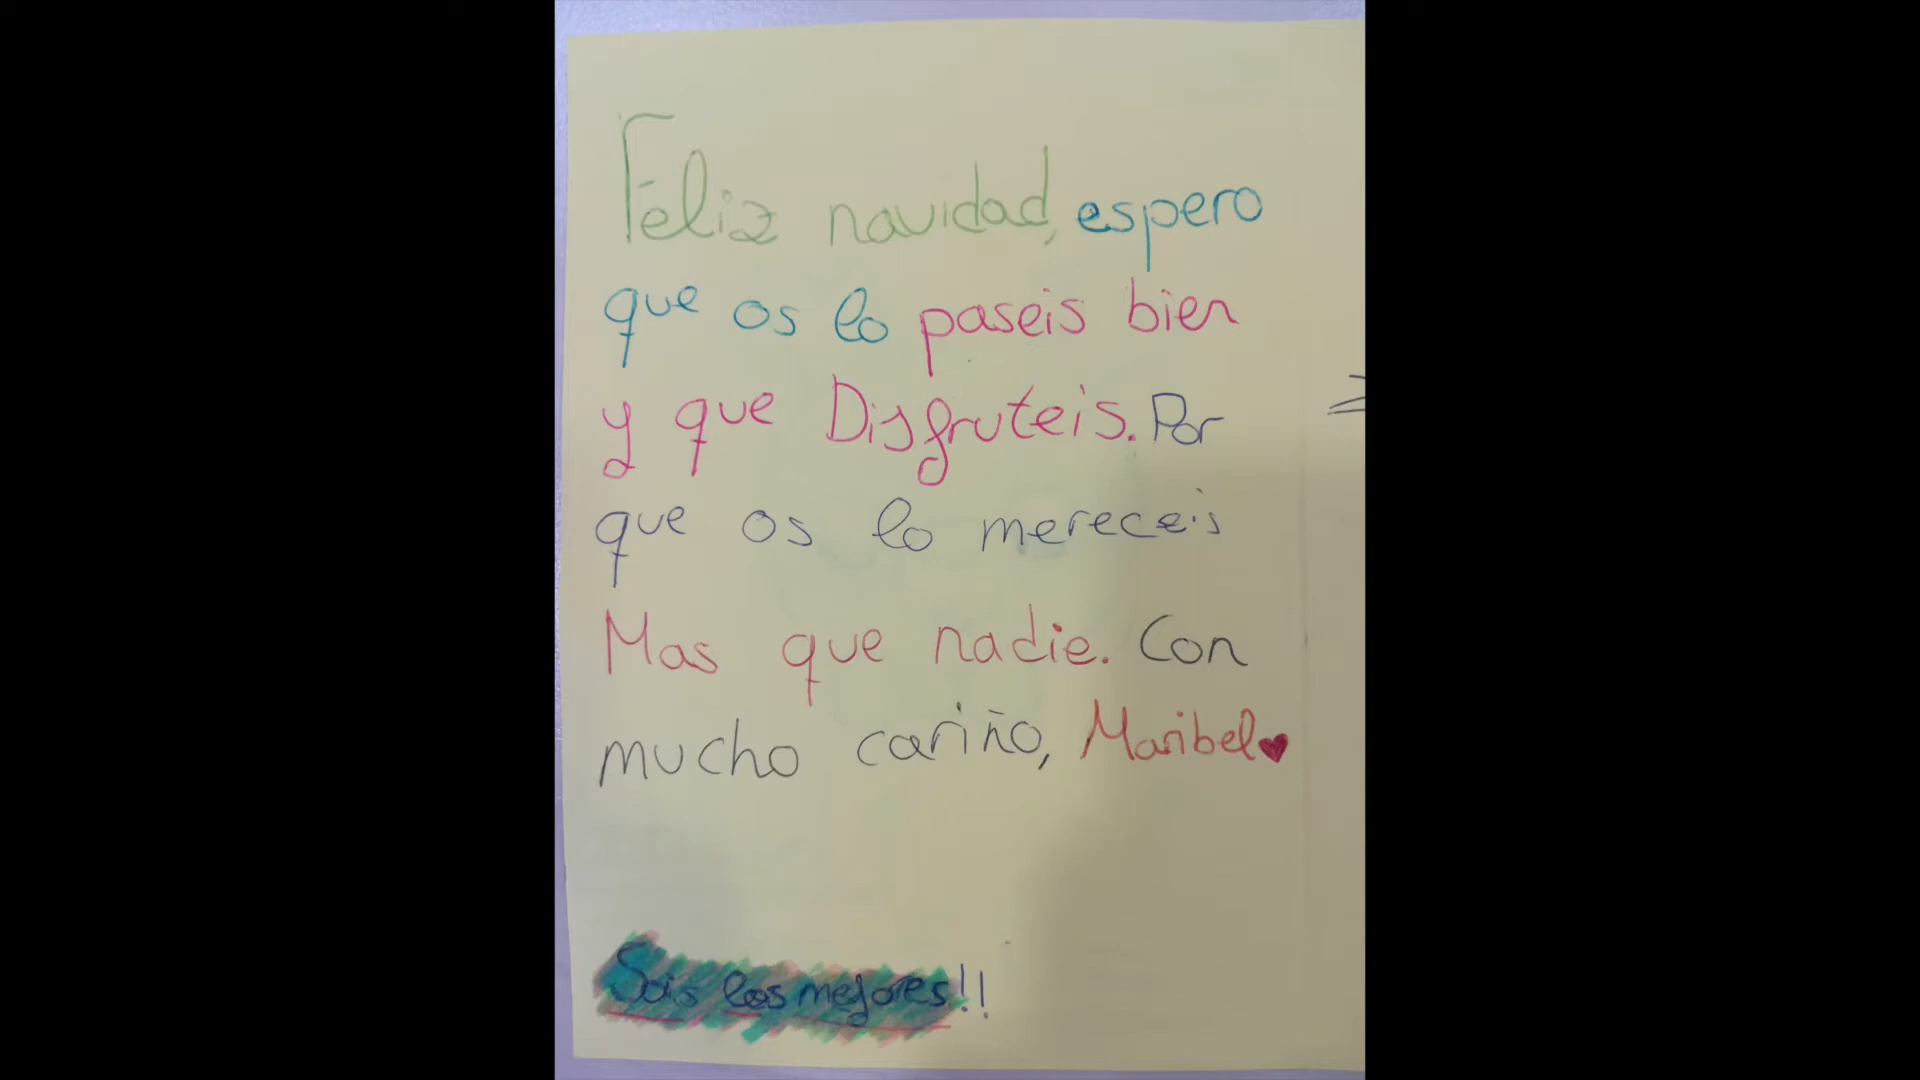 Feliz navidad, espero
que os lo paseis bien
y que Disfruteis. Por
que os lo mereceis
Mas que nadie. Con
mucho cariño, Maribel
Sois los mejores!!